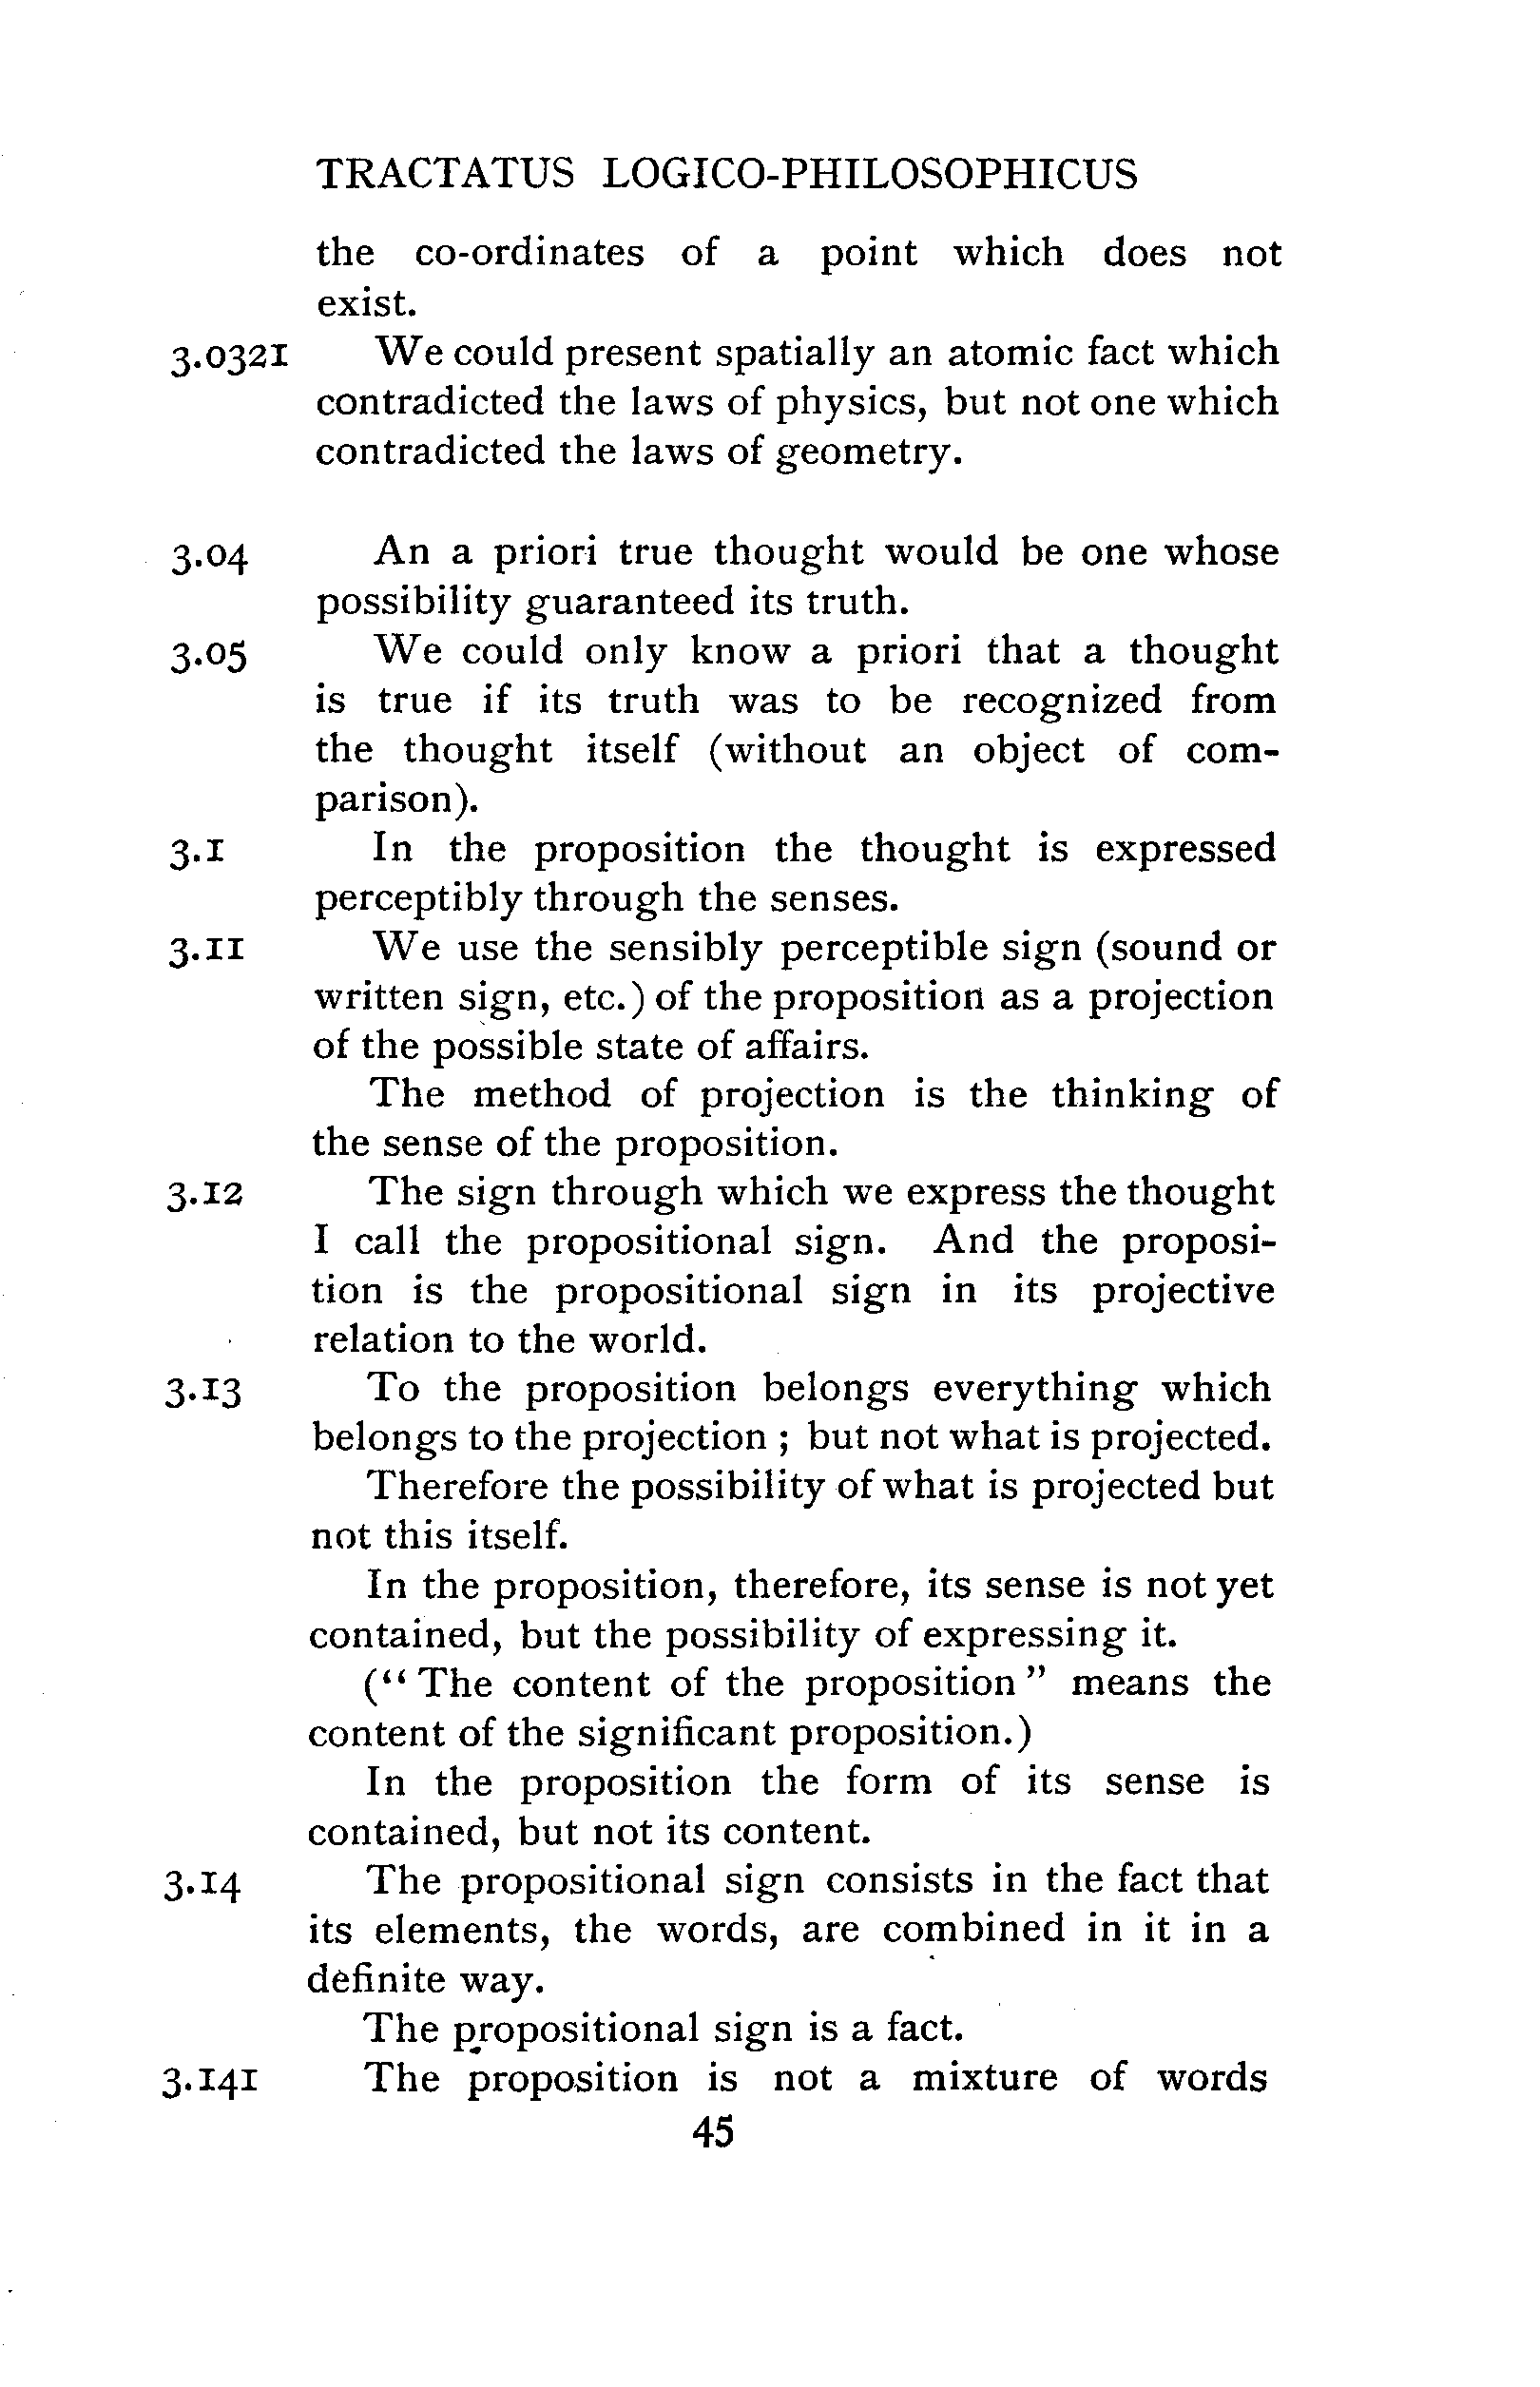 TRACTATUS LOGICO-PHILOSOPHICUS
the co-ordinates of a point which does not
exist.
3.0321 We could present spatially an atomic fact which
contradicted the laws of physics, but not one which
contradicted the laws of geometry.
3.04 An a priori true thought would be one whose
possibility guaranteed its truth.
3.05 We could only know a priori that a thought
is true if its truth was to be recognized from
the thought itself (without an object of com-
parison).
3.1 In the proposition the thought is expressed
perceptibly through the senses.
3.11 We use the sensibly perceptible sign (sound or
written sign, etc.) of the proposition as a projection
of the possible state of affairs.
The method of projection is the thinking of
the sense of the proposition.
3.12 The sign through which we express the thought
I call the propositional sign. And the proposi-
tion is the propositional sign in its projective
relation to the world.
3.13 To the proposition belongs everything which
belongs to the projection ; but not what is projected.
Therefore the possibility of what is projected but
not this itself.
In the proposition, therefore, its sense is not yet
contained, but the possibility of expressing it.
(“ The content of the proposition ” means the
content of the significant proposition.)
In the proposition the form of its sense is
contained, but not its content.
3.14 The propositional sign consists in the fact that
its elements, the words, are combined in it in a
definite way.
The propositional sign is a fact.
3.141 The proposition is not a mixture of words
45